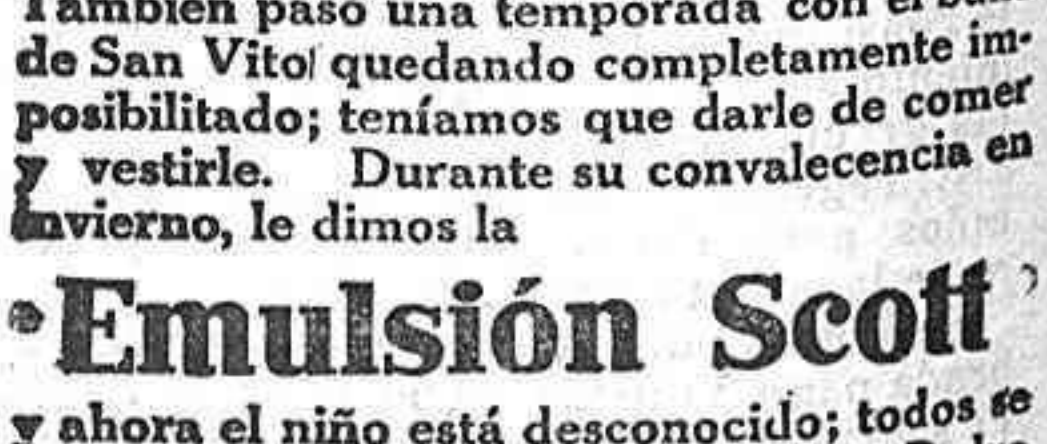 También pasó una temporada con el
de San Vito quedando completamente im-
posibilitado; teníamos que darle de comer
y vestirle. Durante su convalecencia en
invierno, le dimos la
Emulsión Scott
y ahora el niño está desconocido; todos se